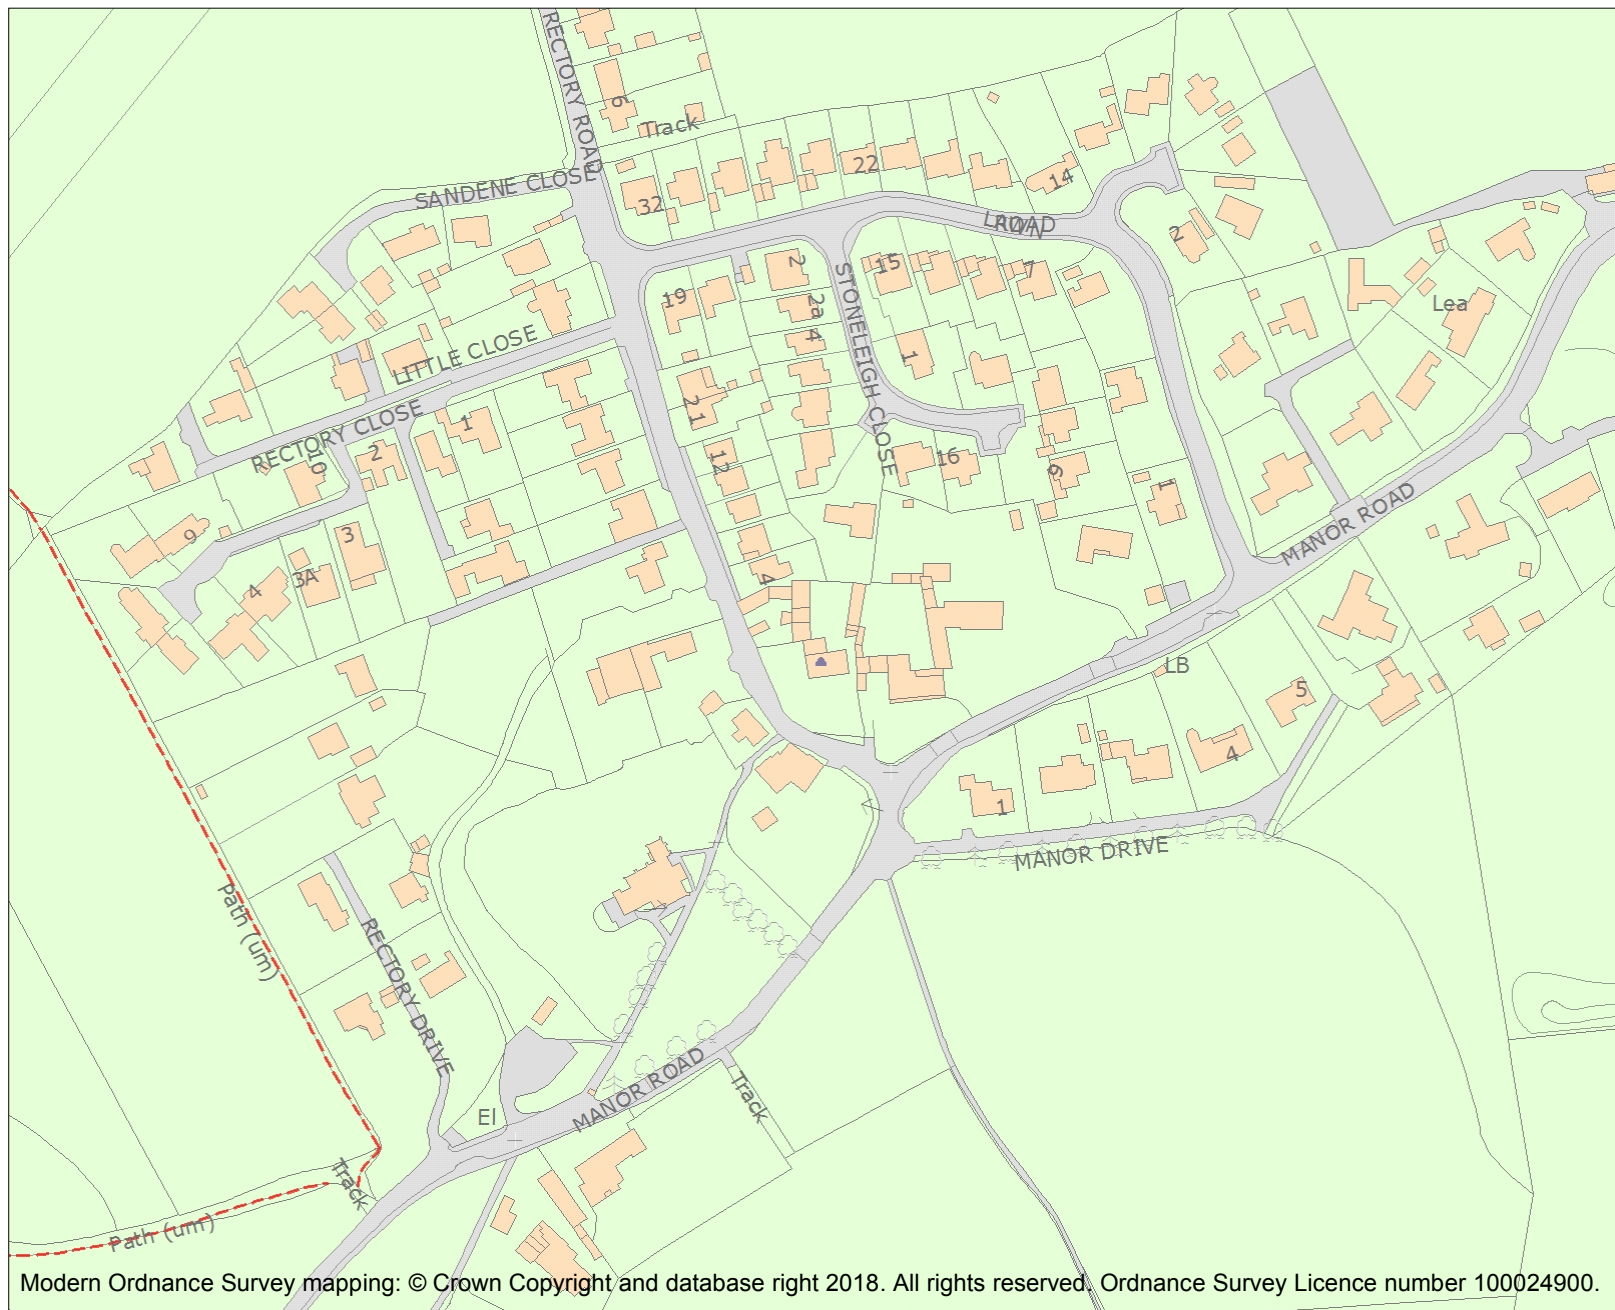 RECTORY ROAD
6
Track
SANDENE CLOSE
32
22
14
ROAD
2
19
2
2a
4
STONELEIGH CLOSE
15
7
1
Lea
LITTLE CLOSE
RECTORY CLOSE
21
1
2
10
12
16
6
1
MANOR ROAD
9
3
3A
4
4
LB
5
4
1
MANOR DRIVE
Path (um)
RECTORY DRIVE
El
MANOR ROAD
Track
Track
Path (um)
Modern Ordnance Survey mapping: © Crown Copyright and database right 2018. All rights reserved. Ordnance Survey Licence number 100024900.